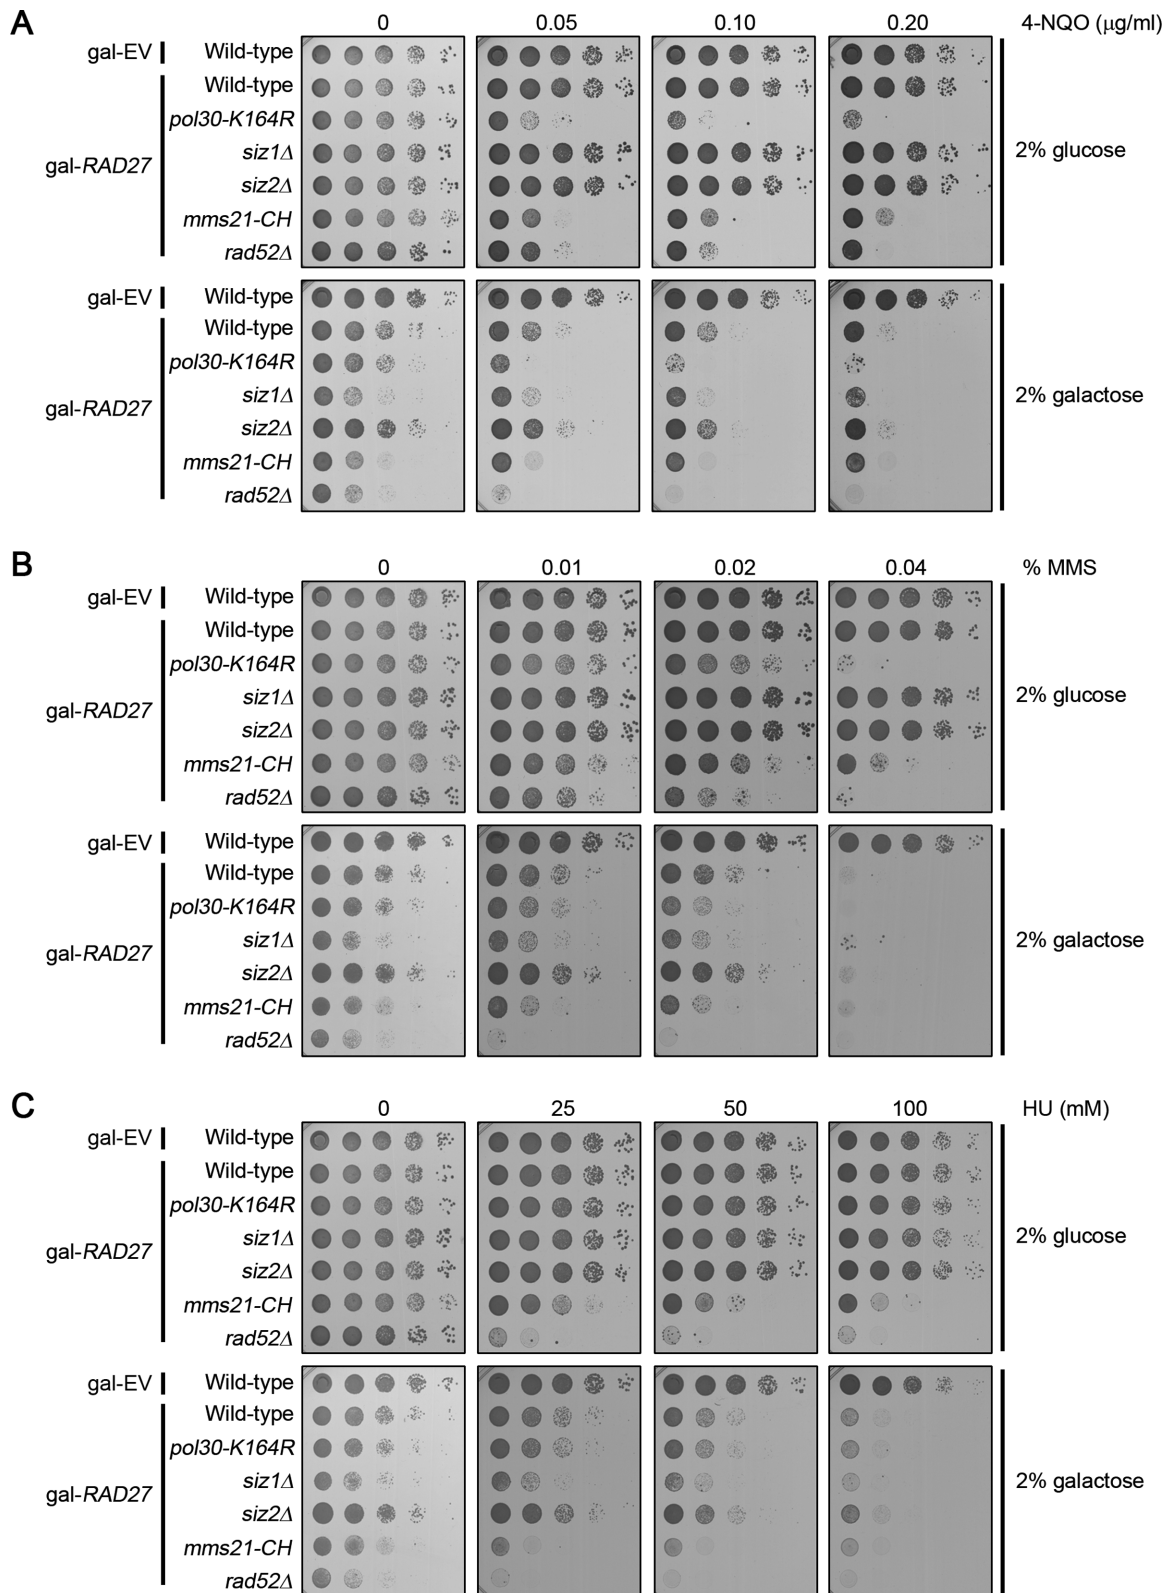 A 0 0.05 0.10 0.20 4-NQO (μg/ml)
gal-EV Wild-type
Wild-type
pol30-K164R
siz1Δ 2% glucose
gal-RAD27
siz2Δ
mms21-CH
rad52Δ
gal-EV Wild-type
Wild-type
pol30-K164R
siz1Δ 2% galactose
gal-RAD27
siz2Δ
mms21-CH
rad52Δ
B 0 0.01 0.02 0.04 % MMS
gal-EV Wild-type
Wild-type
pol30-K164R
siz1Δ 2% glucose
gal-RAD27
siz2Δ
mms21-CH
rad52Δ
gal-EV Wild-type
Wild-type
pol30-K164R
siz1Δ 2% galactose
gal-RAD27
siz2Δ
mms21-CH
rad52Δ
C 0 25 50 100 HU (mM)
gal-EV Wild-type
Wild-type
pol30-K164R
siz1Δ 2% glucose
gal-RAD27
siz2Δ
mms21-CH
rad52Δ
gal-EV Wild-type
Wild-type
pol30-K164R
siz1Δ 2% galactose
gal-RAD27
siz2Δ
mms21-CH
rad52Δ